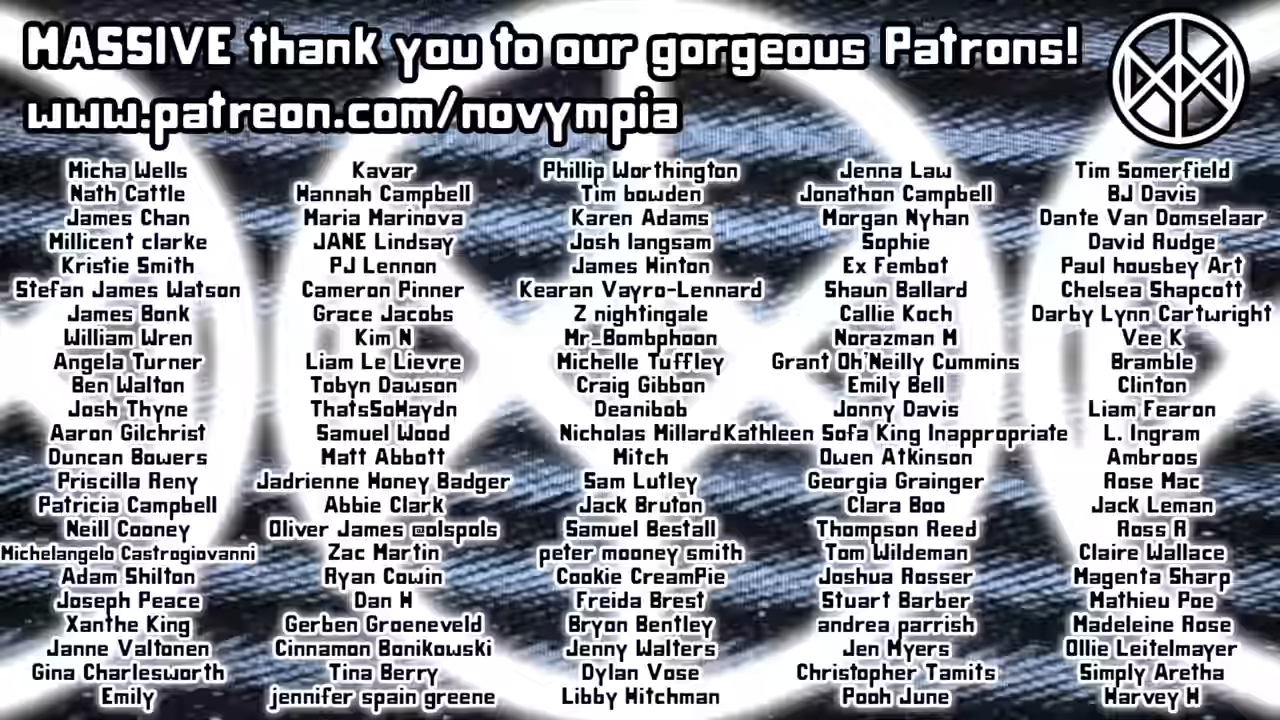 MASSIVE thank you to our gorgeous Patrons!
www.patreon.com/novympia
Micha Wells
Nath Cattle
James Chan
Millicent clarke
Kristie Smith
Stefan James Watson
James Bonk
William Wren
Angela Turner
Ben Walton
Josh Thyne
Aaron Gilchrist
Duncan Bowers
Priscilla Reny
Patricia Campbell
Neill Cooney
Michelangelo Castrogiovanni
Adam Shilton
Joseph Peace
Xanthe King
Janne Valtonen
Gina Charlesworth
Emily
Kavar
Hannah Campbell
Maria Marinova
JANE Lindsay
PJ Lennon
Cameron Pinner
Grace Jacobs
Kim N
Liam Le Lievre
Tobyn Dawson
ThatsSoHaydn
Samuel Wood
Matt Abbott
Jadrienne Honey Badger
Abbie Clark
Oliver James @olspols
Zac Martin
Ryan Cowin
Dan H
Gerben Groeneveld
Cinnamon Bonikowski
Tina Berry
jennifer spain greene
Phillip Worthington
Tim bowden
Karen Adams
Josh langsam
James Hinton
Kearan Vayro-Lennard
Z nightingale
Mr_Bombphoon
Michelle Tuffley
Craig Gibbon
Deanibob
Nicholas Millard
Mitch
Sam Lutley
Jack Bruton
Samuel Bestall
peter mooney smith
Cookie CreamPie
Freida Brest
Bryon Bentley
Jenny Walters
Dylan Vose
Libby Hitchman
Jenna Law
Jonathon Campbell
Morgan Nyhan
Sophie
Ex Fembot
Shaun Ballard
Callie Koch
Norazman M
Grant Oh'Neilly Cummins
Emily Bell
Jonny Davis
Kathleen Sofa King Inappropriate
Owen Atkinson
Georgia Grainger
Clara Boo
Thompson Reed
Tom Wildeman
Joshua Rosser
Stuart Barber
andrea parrish
Jen Myers
Christopher Tamits
Pooh June
Tim Somerfield
BJ Davis
Dante Van Domselaar
David Rudge
Paul housbey Art
Chelsea Shapcott
Darby Lynn Cartwright
Vee K
Bramble
Clinton
Liam Fearon
L. Ingram
Ambroos
Rose Mac
Jack Leman
Ross R
Claire Wallace
Magenta Sharp
Mathieu Poe
Madeleine Rose
Ollie Leitelmayer
Simply Aretha
Harvey H